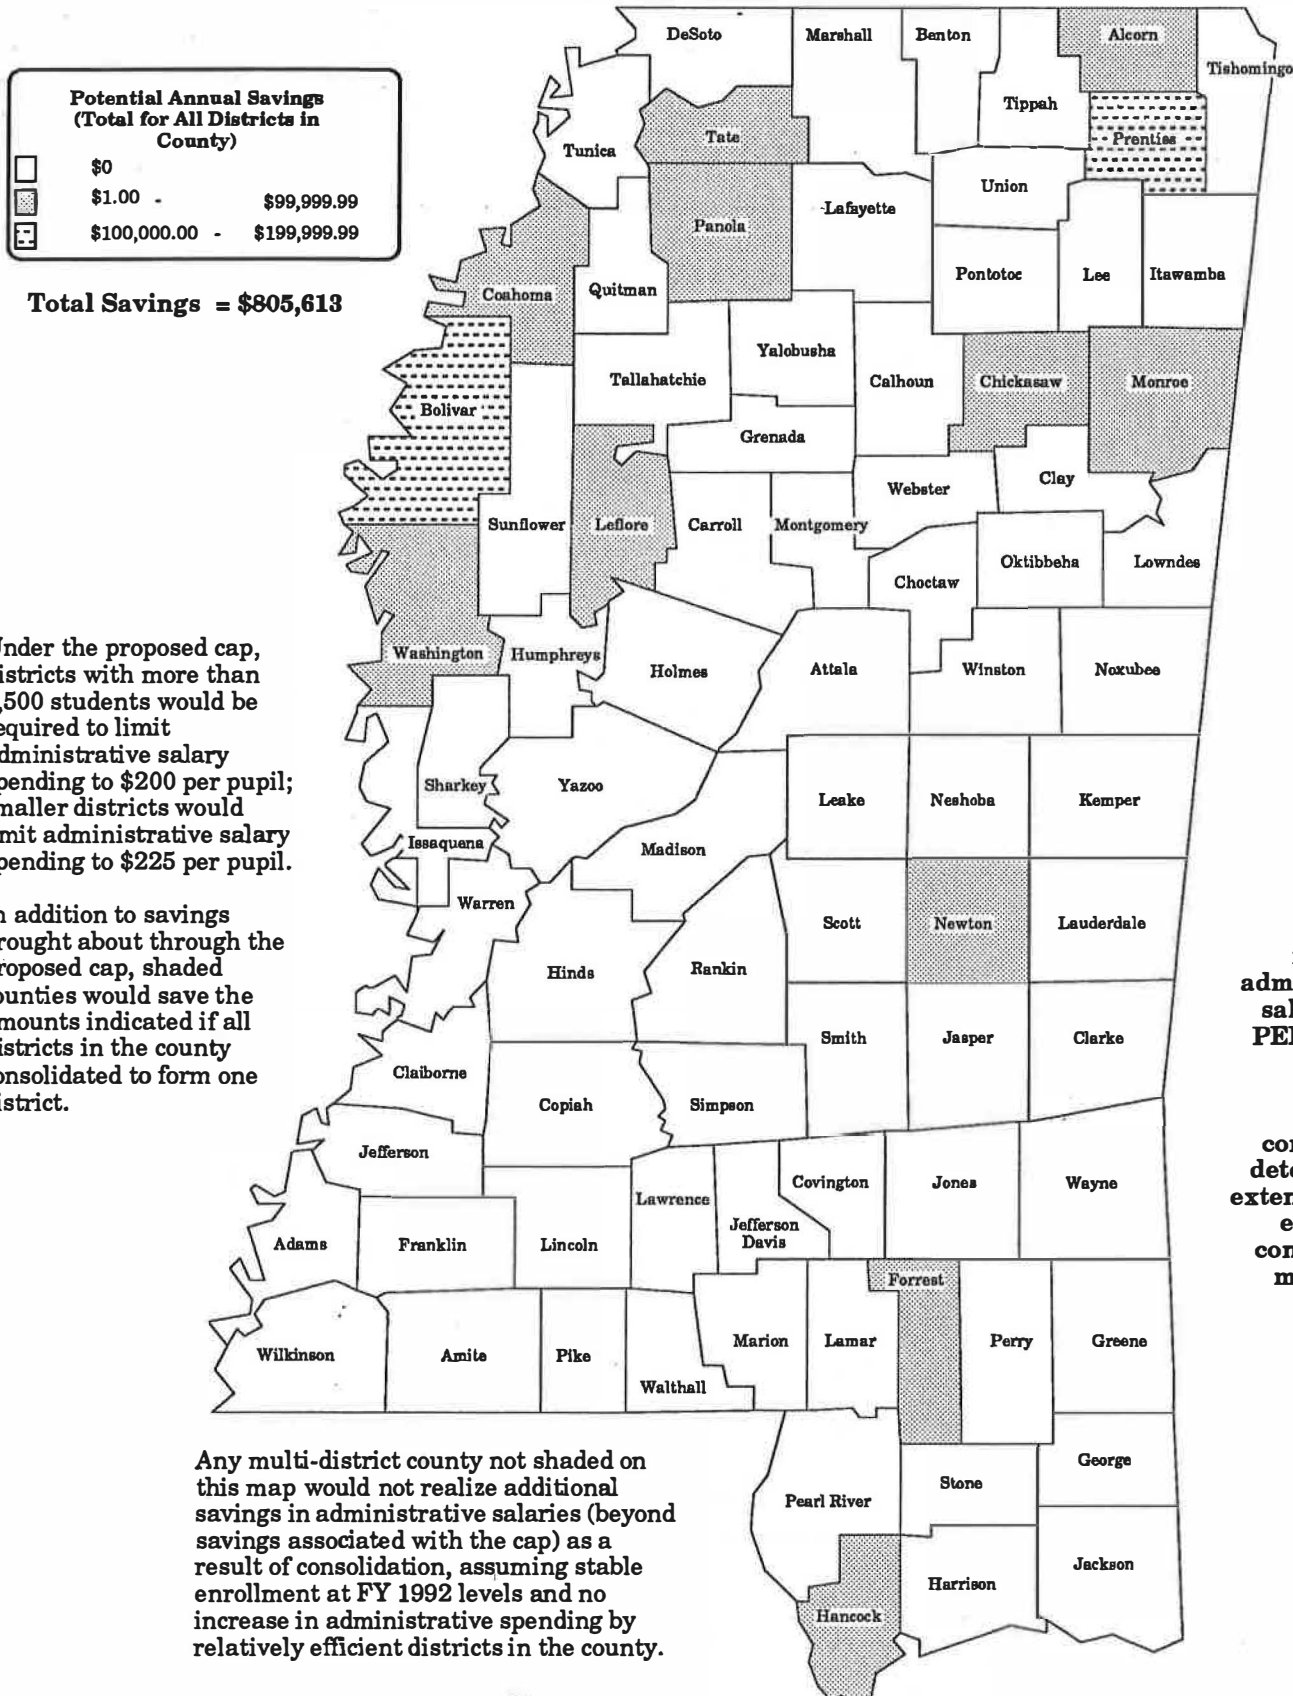 Potential Annual Savings
(Total for All Districts in
County)
$0
$1.00 - $99,999.99
$100,000.00 - $199,999.99
Total Savings = $805,613
DeSoto
Marshall
Benton
Alcorn
Tishomingo
Tippah
Prentiss
Tate
Tunica
Union
Lafayette
Panola
Pontotoc
Lee
Itawamba
Quitman
Coahoma
Yalobusha
Tallahatchie
Calhoun
Chickasaw
Monroe
Bolivar
Grenada
Clay
Webster
Sunflower
Leflore
Carroll
Montgomery
Oktibbeha
Lowndes
Choctaw
Washington
Humphreys
Holmes
Attala
Winston
Noxubee
Sharkey
Yazoo
Leake
Neshoba
Kemper
Issaquena
Madison
Warren
Scott
Newton
Lauderdale
Hinds
Rankin
Smith
Jasper
Clarke
Claiborne
Copiah
Simpson
Jefferson
Lawrence
Covington
Jones
Wayne
Jefferson
Davis
Adams
Franklin
Lincoln
Forrest
Wilkinson
Amite
Pike
Marion
Lamar
Perry
Greene
Walthall
George
Stone
Pearl River
Jackson
Harrison
Hancock
nder the proposed cap,
istricts with more than
,500 students would be
equired to limit
dministrative salary
pending to $200 per pupil;
maller districts would
mit administrative salary
pending to $225 per pupil.
n addition to savings
rought about through the
roposed cap, shaded
ounties would save the
mounts indicated if all
istricts in the county
onsolidated to form one
istrict.
adm
sal
PE
con
dete
exten
e
con
m
Any multi-district county not shaded on
this map would not realize additional
savings in administrative salaries (beyond
savings associated with the cap) as a
result of consolidation, assuming stable
enrollment at FY 1992 levels and no
increase in administrative spending by
relatively efficient districts in the county.